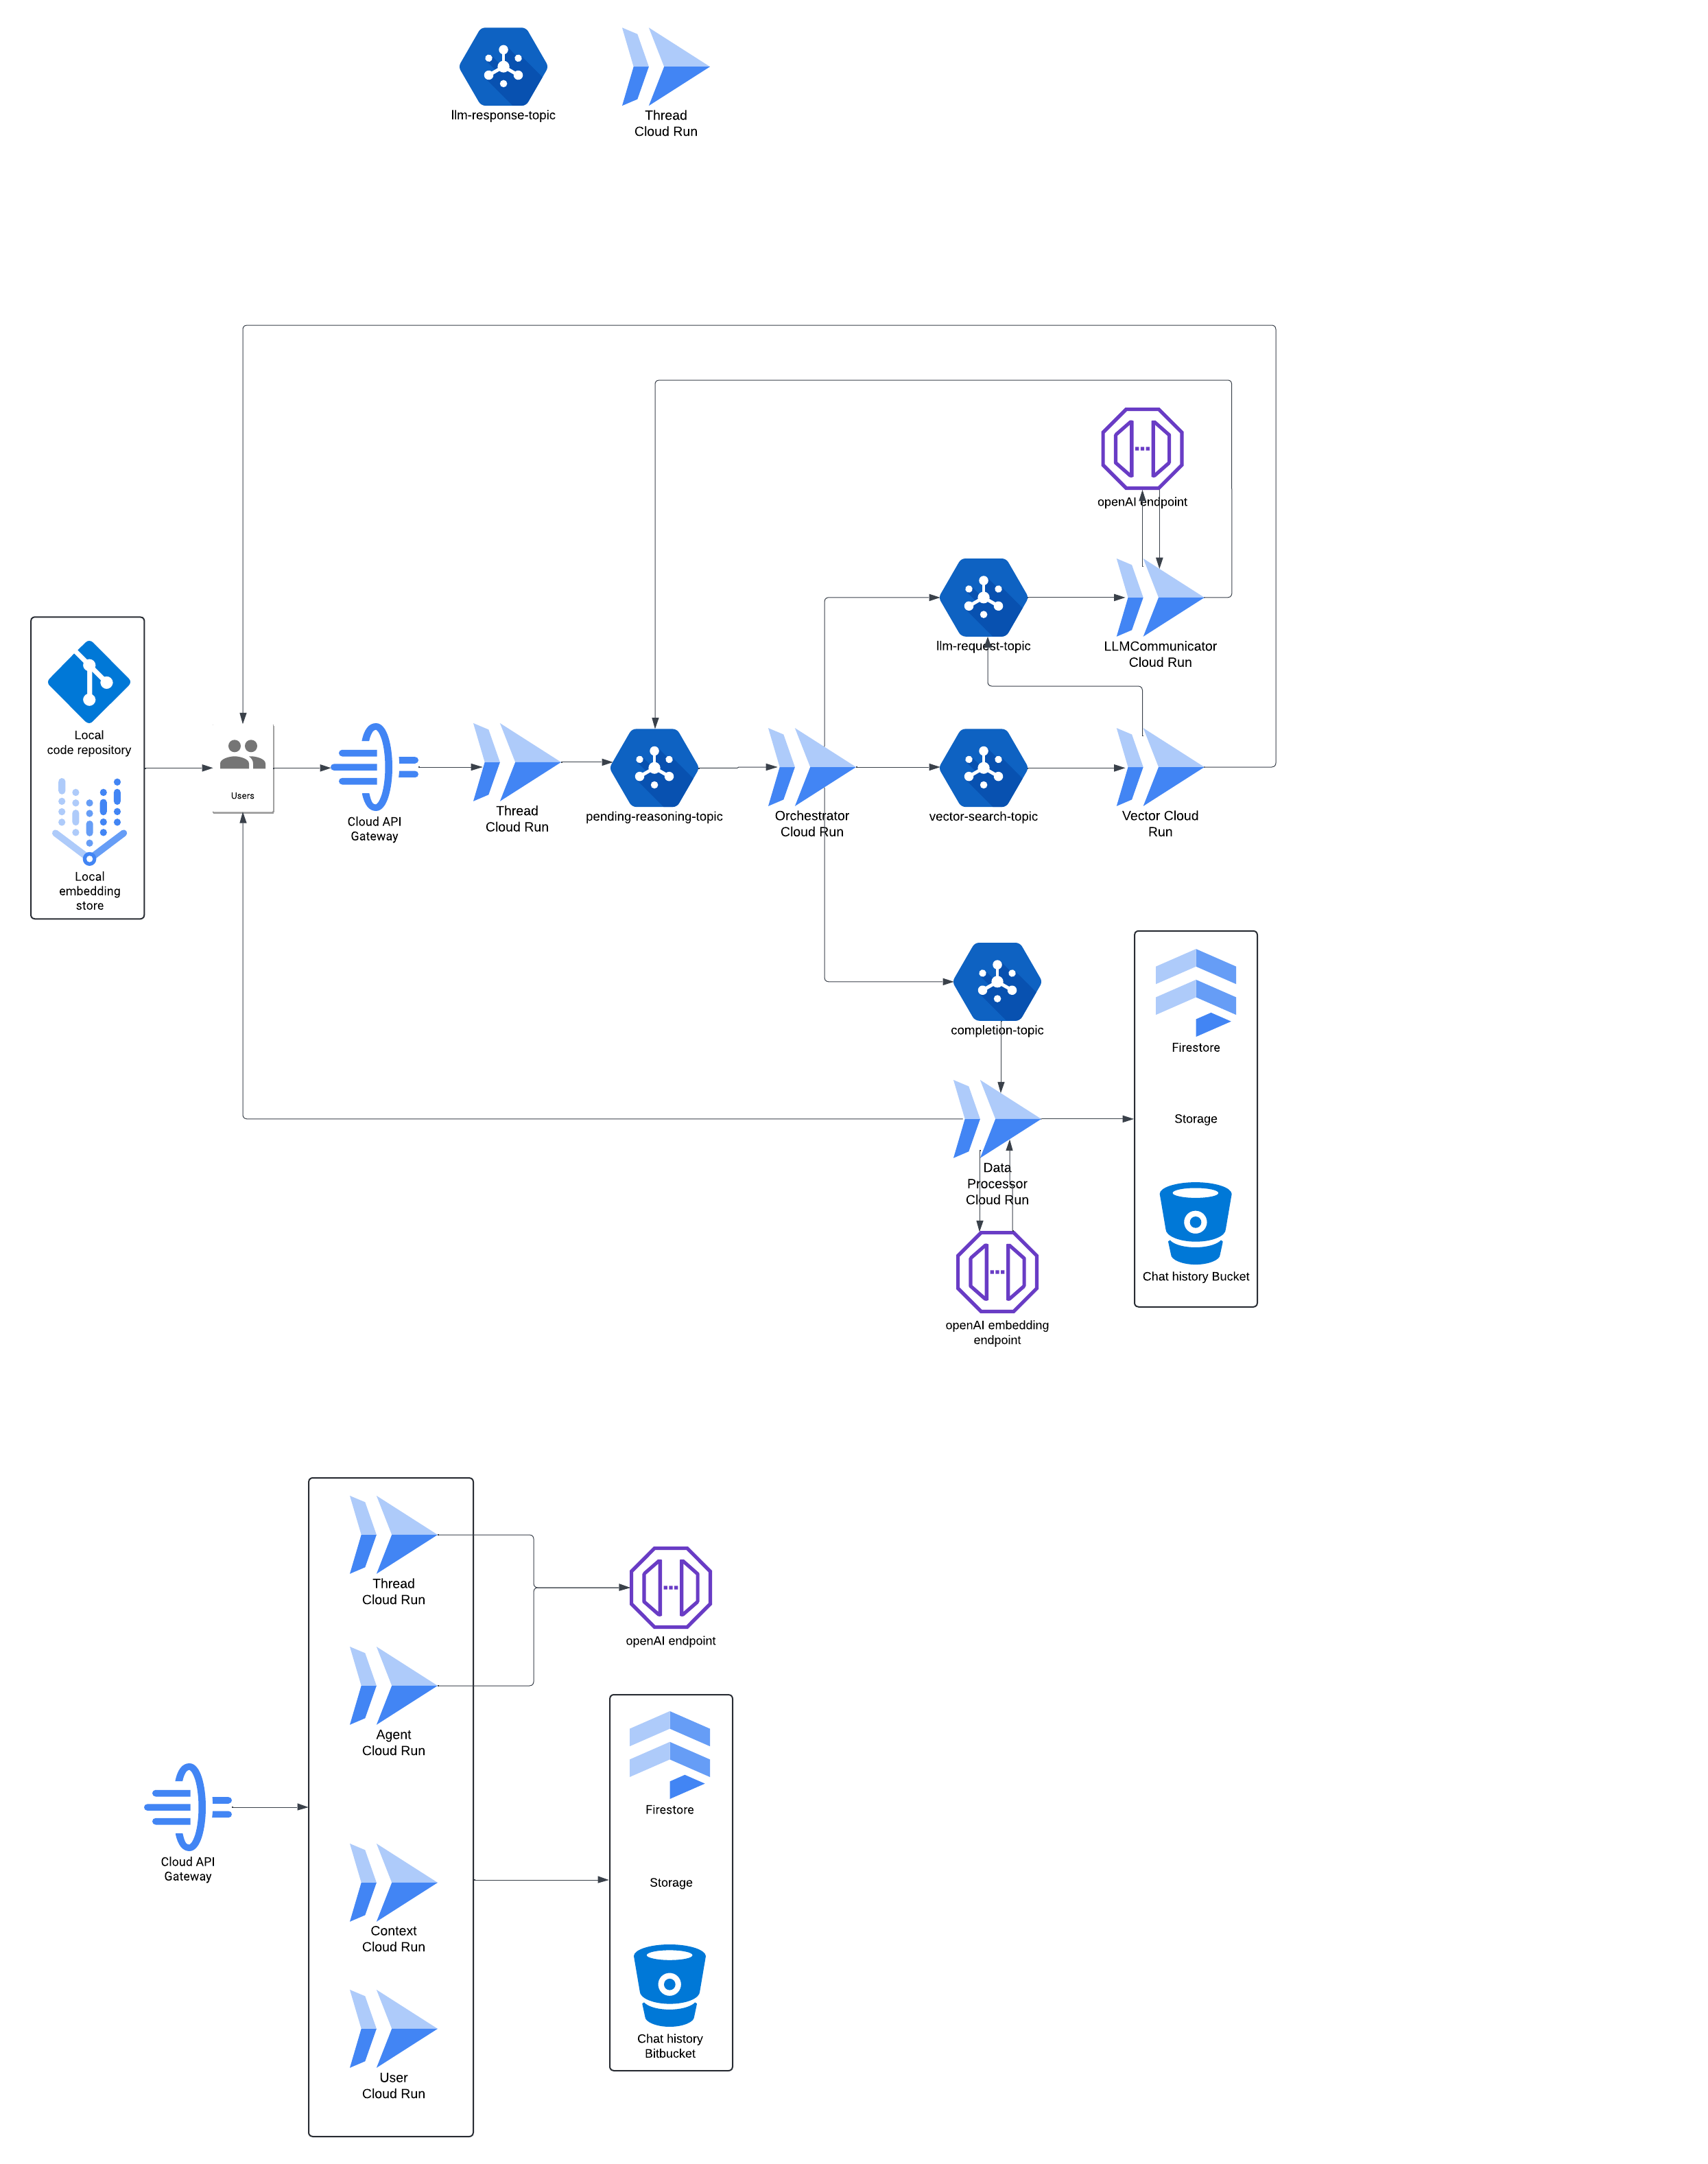 llm-response-topic
Thread
Cloud Run
openAI endpoint
llm-request-topic
LLMCommunicator
Cloud Run
Local
code repository
Local
embedding
store
Users
Cloud API
Gateway
Thread
Cloud Run
pending-reasoning-topic
Orchestrator
Cloud Run
vector-search-topic
Vector Cloud
Run
completion-topic
Firestore
Storage
Chat history Bucket
Data
Processor
Cloud Run
openAI embedding
endpoint
Thread
Cloud Run
openAI endpoint
Agent
Cloud Run
Cloud API
Gateway
Context
Cloud Run
User
Cloud Run
Firestore
Storage
Chat history
Bitbucket